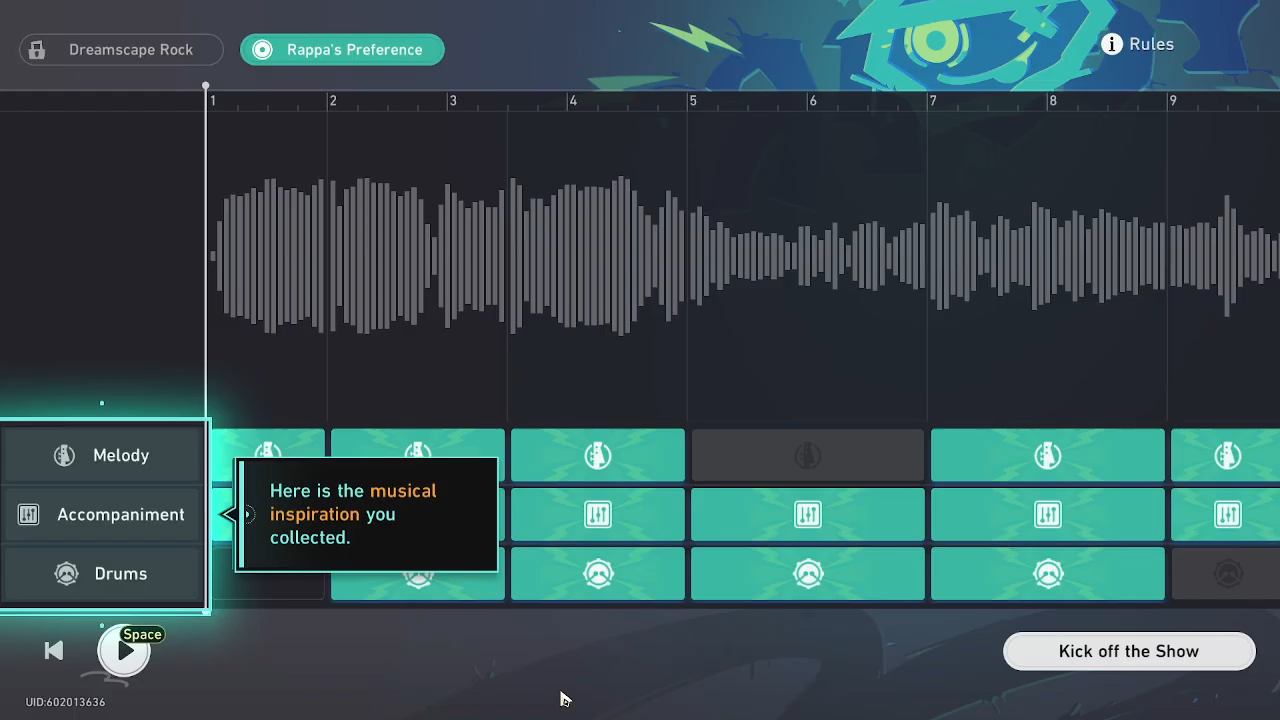 Dreamscape Rock
Rappa's Preference
i Rules
1 2 3 4 5 6 7 8 9
Melody
Accompaniment
Drums
Here is the musical
inspiration you
collected.
Space
Kick off the Show
UID:602013636